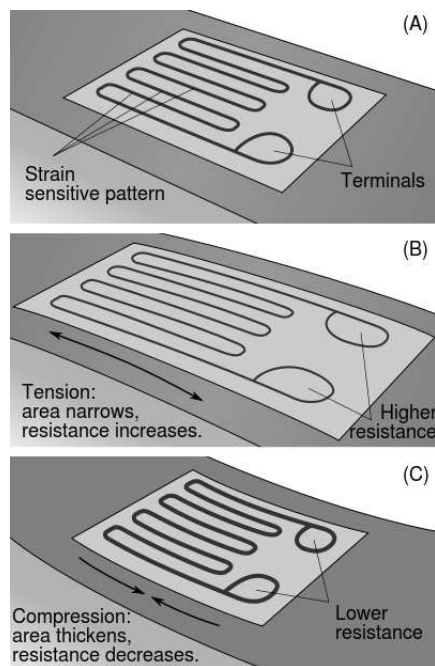 (A)
Strain
sensitive pattern
Terminals
(B)
Tension:
area narrows,
resistance increases.
Higher
resistance
(C)
Compression:
area thickens,
resistance decreases.
Lower
resistance